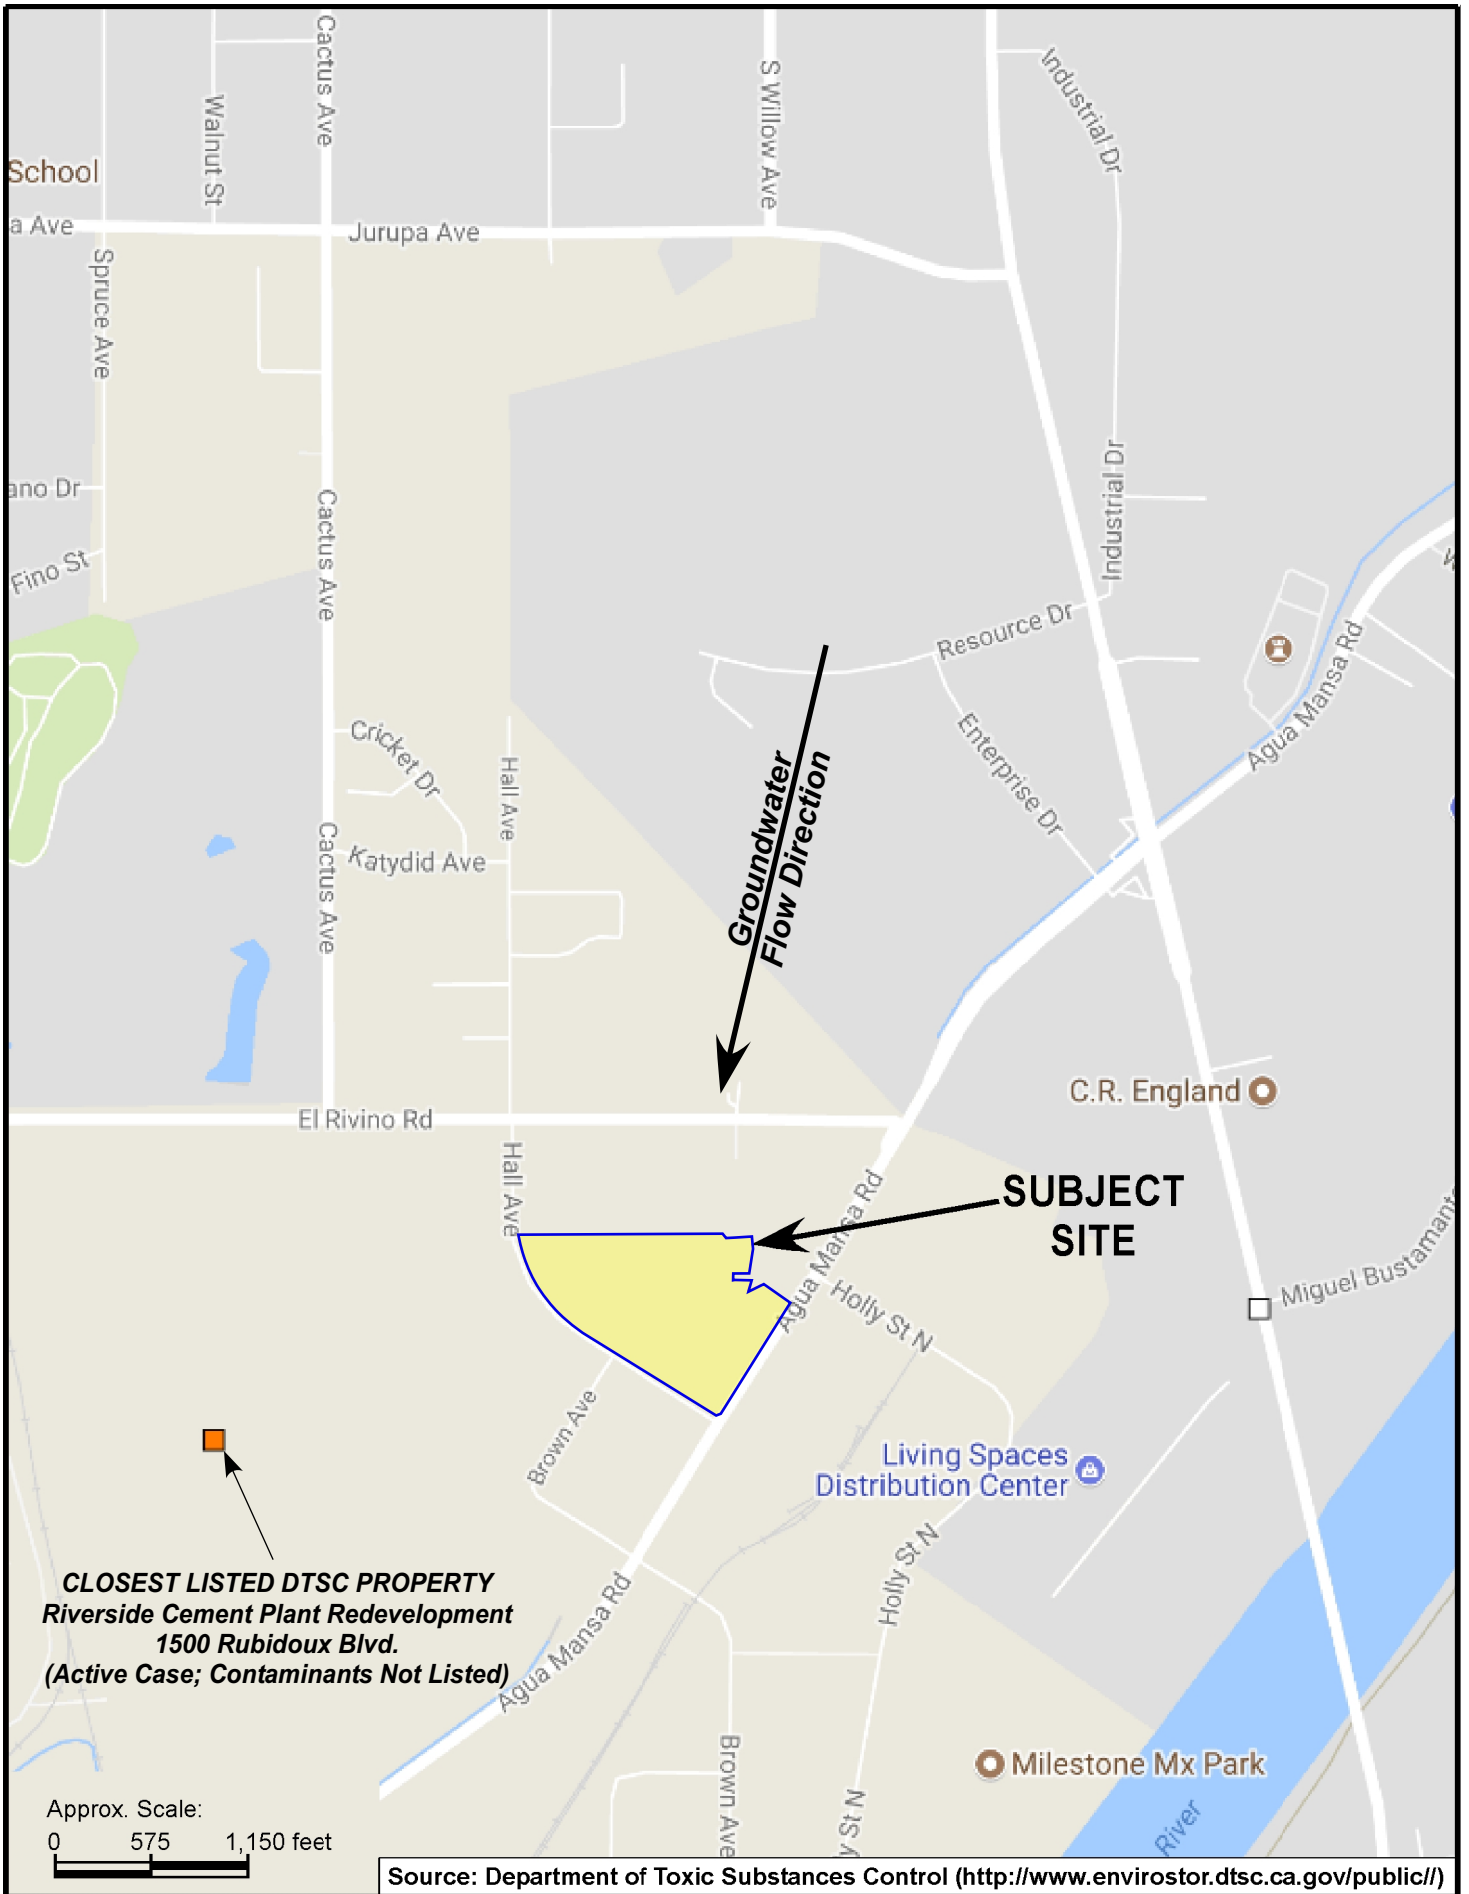 Cactus Ave
Walnut St
S Willow Ave
Industrial Dr
School
a Ave
Jurupa Ave
Spruce Ave
ano Dr
Fino St
Cactus Ave
Industrial Dr
Resource Dr
Agua Mansa Rd
Enterprise Dr
Cricket Dr
Hall Ave
Katydid Ave
Cactus Ave
Groundwater
Flow Direction
C.R. England
El Rivino Rd
Hall Ave
Agua Mansa Rd
SUBJECT
SITE
Holly St N
Miguel Bustamant
Brown Ave
Living Spaces
Distribution Center
Holly St N
CLOSEST LISTED DTSC PROPERTY
Riverside Cement Plant Redevelopment
1500 Rubidoux Blvd.
(Active Case; Contaminants Not Listed)
Agua Mansa Rd
Brown Ave
Milestone Mx Park
River
y St N
Approx. Scale:
0 575 1,150 feet
Source: Department of Toxic Substances Control (http://www.envirostor.dtsc.ca.gov/public//)